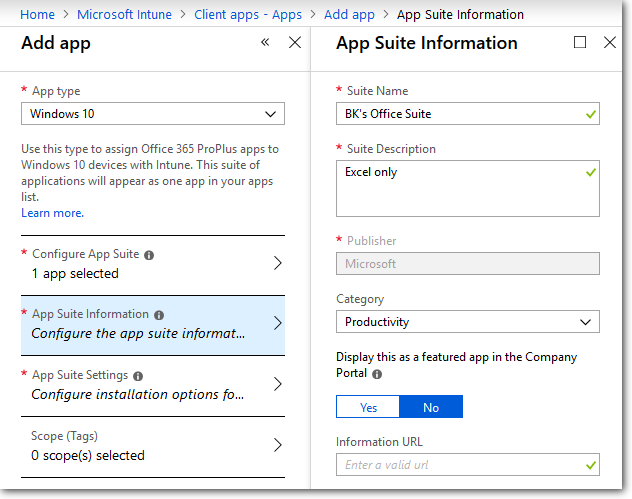 Home > Microsoft Intune > Client apps - Apps > Add app > App Suite Information
Add app
* App type
Windows 10
Use this type to assign Office 365 ProPlus apps to
Windows 10 devices with Intune. This suite of
applications will appear as one app in your apps
list.
Learn more.
* Configure App Suite
1 app selected
* App Suite Information
Configure the app suite informat...
* App Suite Settings
Configure installation options fo...
Scope (Tags)
0 scope(s) selected
App Suite Information
* Suite Name
BK's Office Suite
* Suite Description
Excel only
* Publisher
Microsoft
Category
Productivity
Display this as a featured app in the Company
Portal
Yes No
Information URL
Enter a valid url